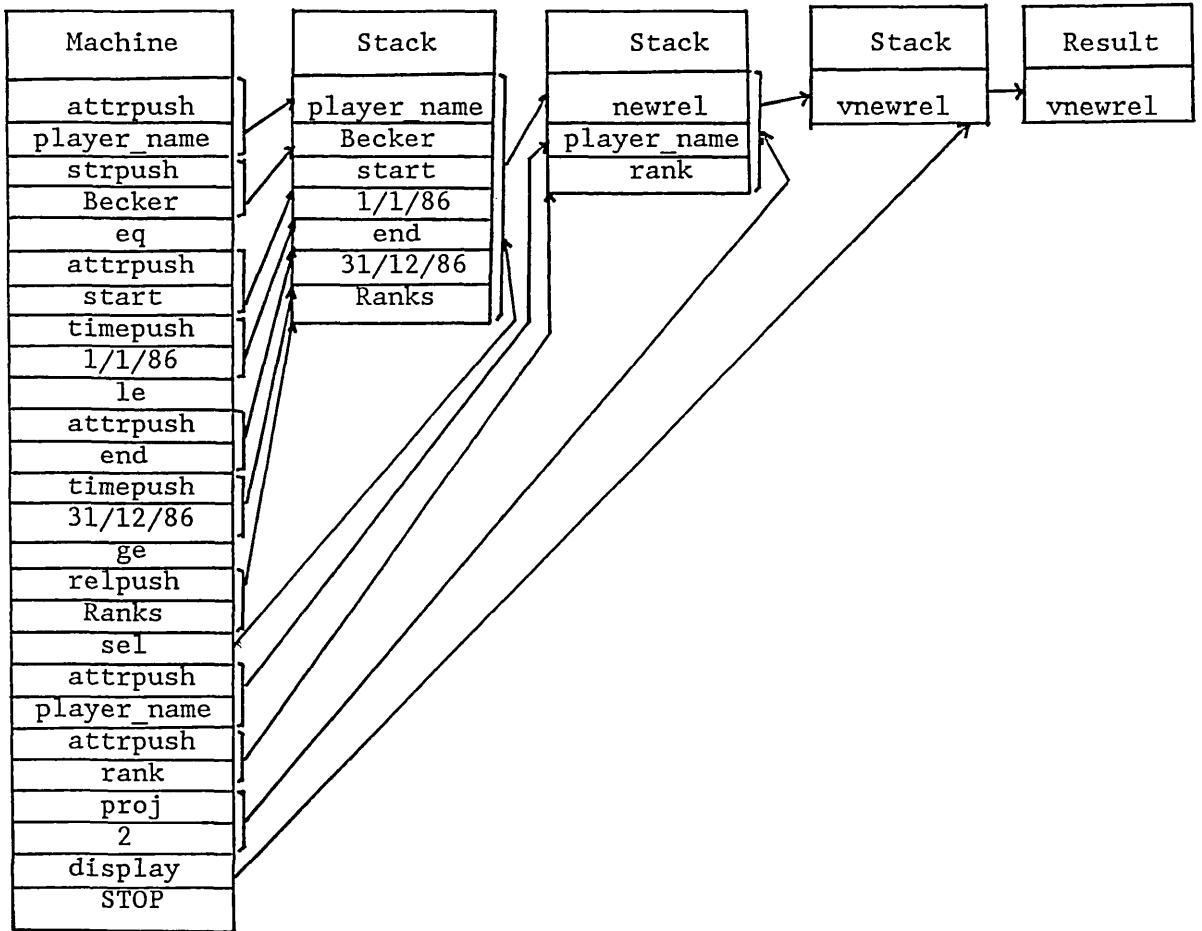 Machine
attrpush
player_name
strpush
Becker
eq
attrpush
start
timepush
1/1/86
le
attrpush
end
timepush
31/12/86
ge
relpush
Ranks
sel
attrpush
player_name
attrpush
rank
proj
2
display
STOP
Stack
player_name
Becker
start
1/1/86
end
31/12/86
Ranks
Stack
newrel
player_name
rank
Stack
vnewrel
Result
vnewrel